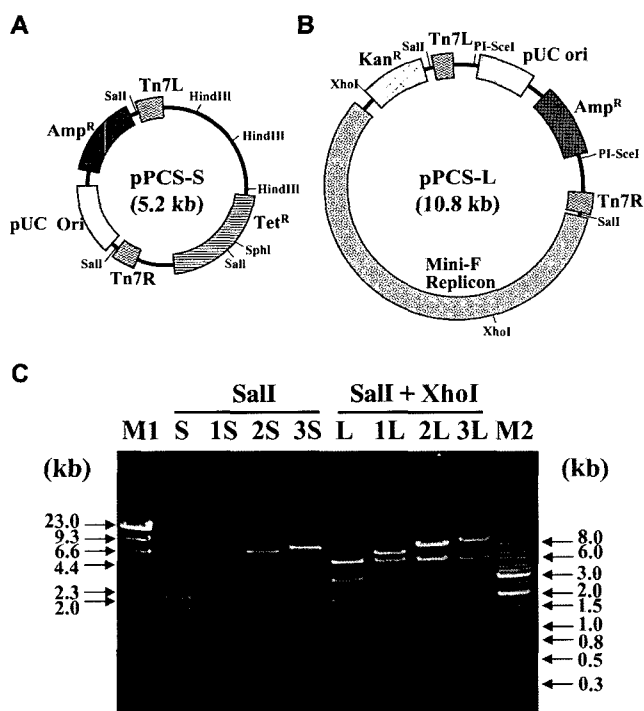 A
B
Tn7L
SalI
HindIII
Amp^R
HindIII
pPCS-S
(5.2 kb)
HindIII
pUC Ori
Tet^R
SphI
SalI
SalI
Tn7R
Tn7L
SalI
PI-SceI
Kan^R
pUC ori
XhoI
Amp^R
pPCS-L
(10.8 kb)
PI-SceI
Tn7R
SalI
Mini-F
Replicon
XhoI
C
SalI
SalI + XhoI
M1 S 1S 2S 3S L 1L 2L 3L M2
(kb)
(kb)
23.0
9.3
6.6
4.4
2.3
2.0
8.0
6.0
3.0
2.0
1.5
1.0
0.8
0.5
0.3